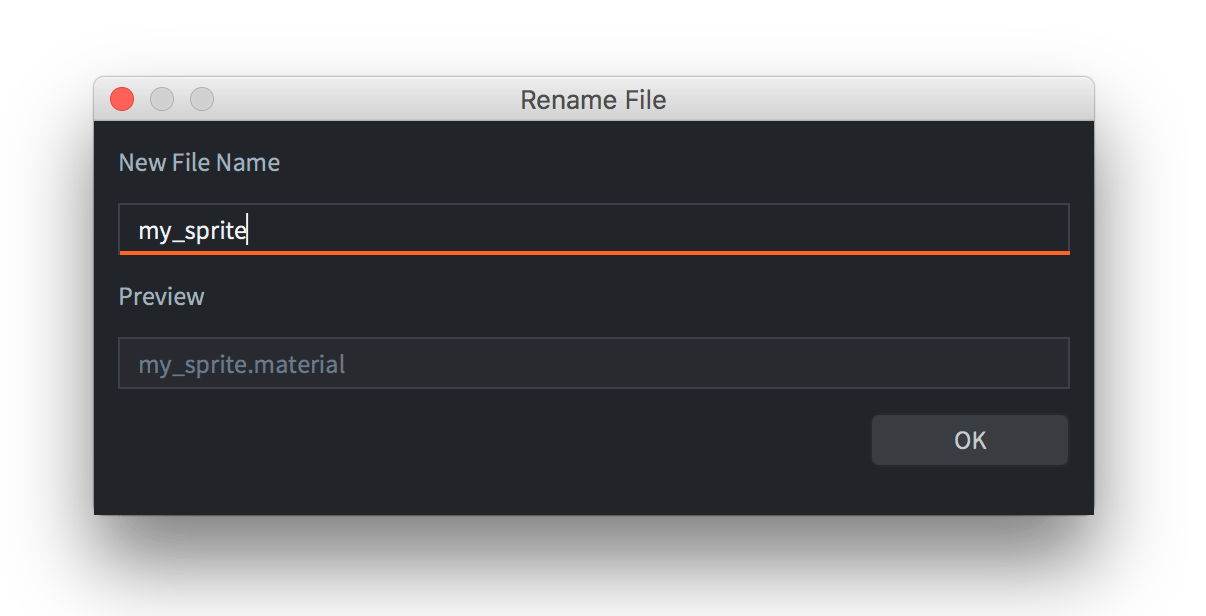 Rename File
New File Name
my_sprite
Preview
my_sprite.material
OK